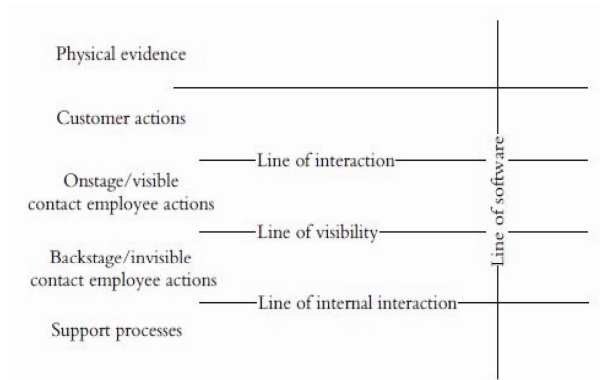 Physical evidence
Customer actions
Line of interaction
Onstage/visible
contact employee actions
Line of visibility
Backstage/invisible
contact employee actions
Line of internal interaction
Support processes
Line of software